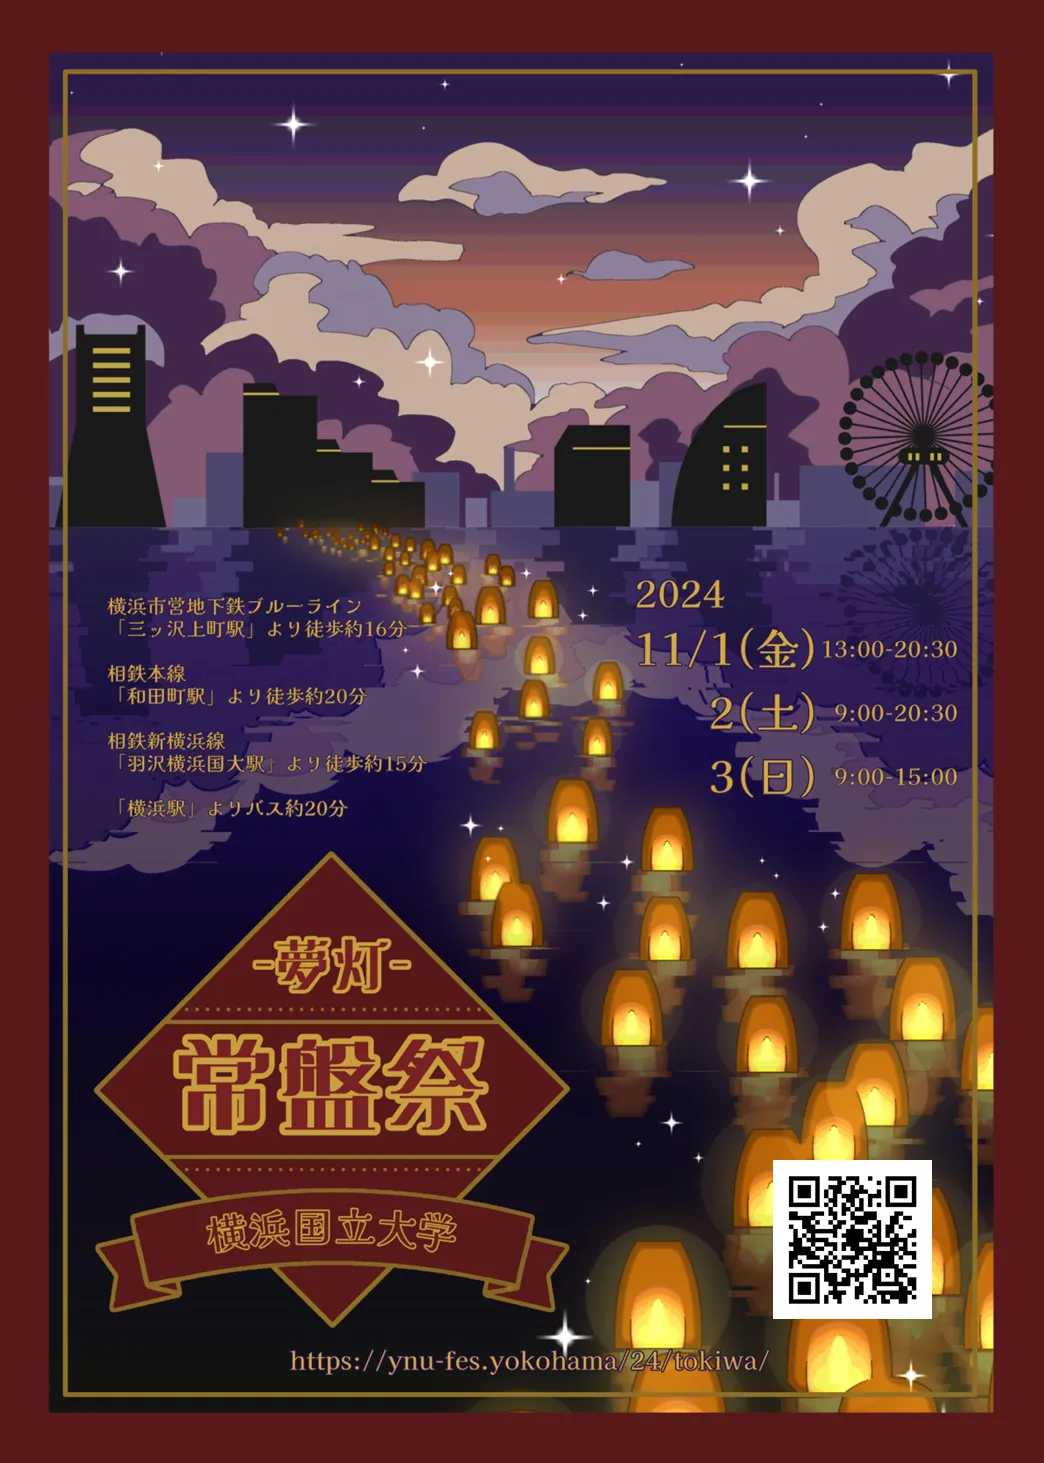 横浜市営地下鉄ブルーライン
「三ッ沢上町駅」より徒歩約16分
相鉄本線
「和田町駅」より徒歩約20分
相鉄新横浜線
「羽沢横浜国大駅」より徒歩約15分
「横浜駅」よりバス約20分
2024
11/1(金) 13:00-20:30
2(土) 9:00-20:30
3(日) 9:00-15:00
-夢灯-
常盤祭
横浜国立大学
https://ynu-fes.yokohama/24/tokiwa/